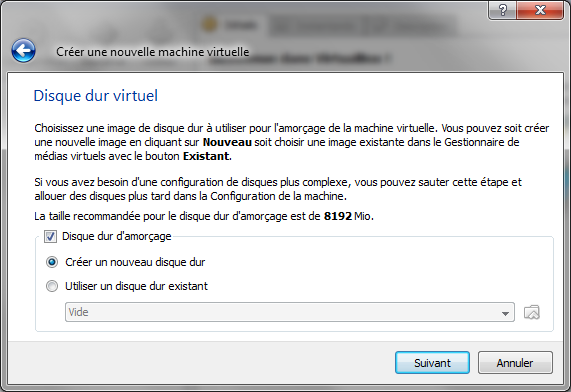 Créer une nouvelle machine virtuelle
Disque dur virtuel
Choisissez une image de disque dur à utiliser pour l'amorçage de la machine virtuelle. Vous pouvez soit créer
une nouvelle image en cliquant sur Nouveau soit choisir une image existante dans le Gestionnaire de
médias virtuels avec le bouton Existant.
Si vous avez besoin d'une configuration de disques plus complexe, vous pouvez sauter cette étape et
allouer des disques plus tard dans la Configuration de la machine.
La taille recommandée pour le disque dur d'amorçage est de 8192 Mio.
Disque dur d'amorçage
Créer un nouveau disque dur
Utiliser un disque dur existant
Vide
Suivant
Annuler